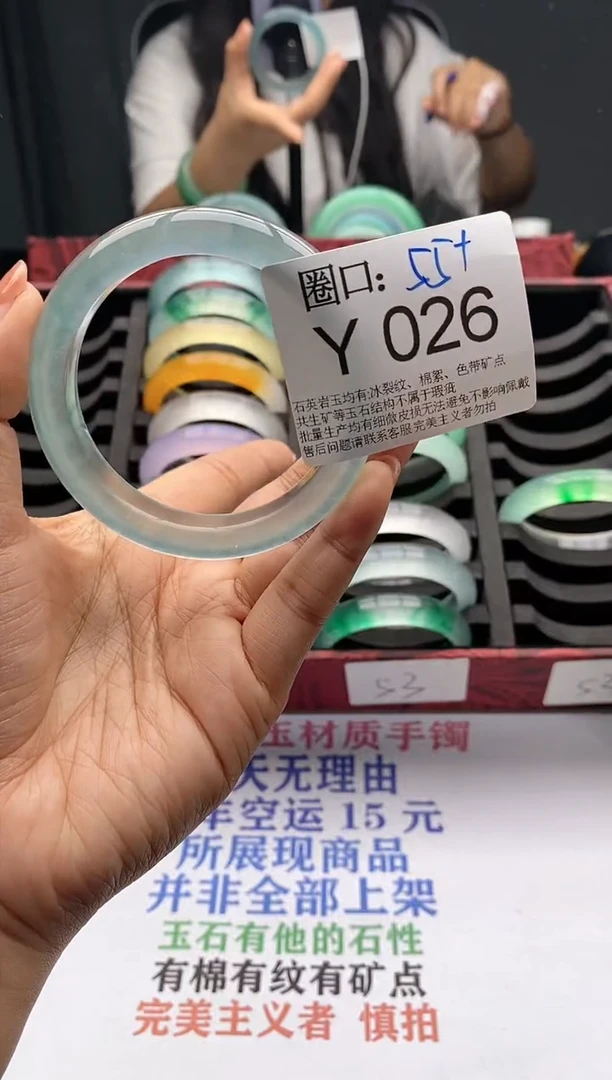 圈口: 55+
Y 026
石英岩玉均有:冰裂纹、棉絮、色带矿点
共生矿等玉石结构不属于瑕疵
批量生产均有细微皮损无法避免不影响佩戴
售后问题请联系客服完美主义者勿拍
53
玉材质手镯
天无理由
空运 15 元
所展现商品
并非全部上架
玉石有他的石性
有棉有纹有矿点
完美主义者 慎拍